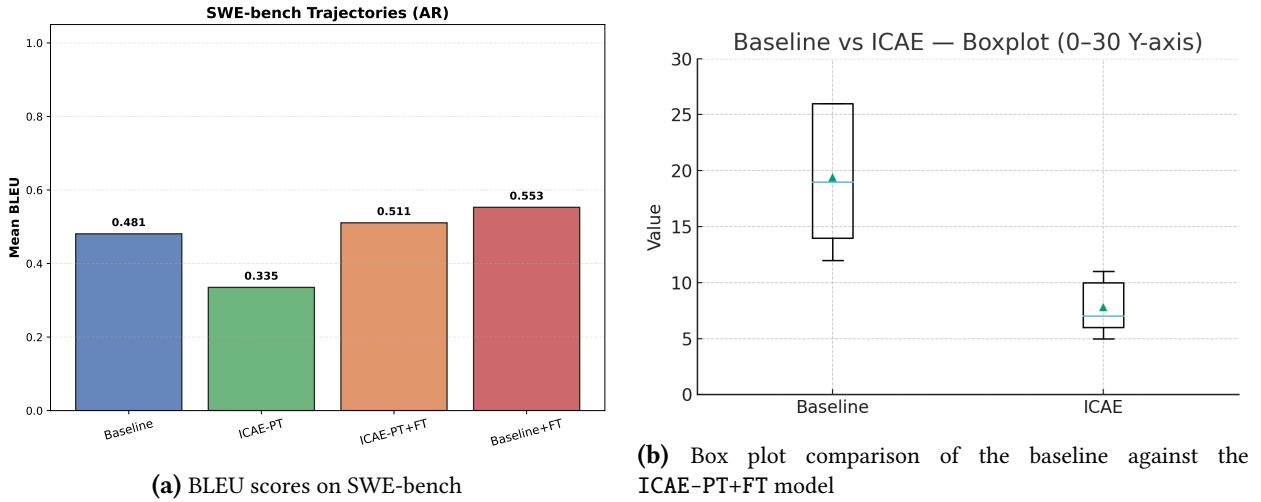 SWE-bench Trajectories (AR)
1.0
0.8
0.6
0.4
0.2
0.0
Mean BLEU
0.481
0.335
0.511
0.553
Baseline
ICAE-PT
ICAE-PT+FT
Baseline+FT
(a) BLEU scores on SWE-bench
Baseline vs ICAE — Boxplot (0–30 Y-axis)
30
25
20
15
10
5
0
Value
Baseline
ICAE
(b) Box plot comparison of the baseline against the
ICAE-PT+FT model